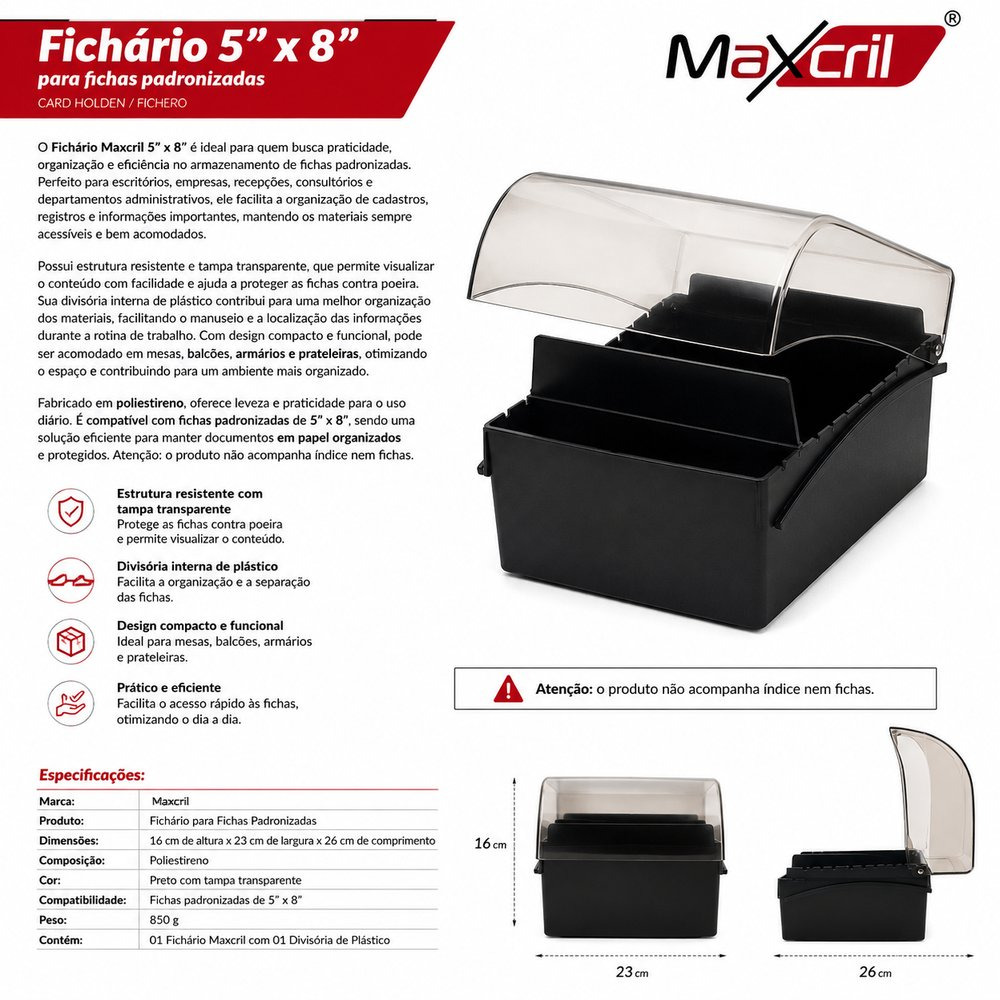 Fichário 5” x 8”
para fichas padronizadas
CARD HOLDEN / FICHERO
Maxcril®
O Fichário Maxcril 5” x 8” é ideal para quem busca praticidade,
organização e eficiência no armazenamento de fichas padronizadas.
Perfeito para escritórios, empresas, recepções, consultórios e
departamentos administrativos, ele facilita a organização de cadastros,
registros e informações importantes, mantendo os materiais sempre
acessíveis e bem acomodados.
Possui estrutura resistente e tampa transparente, que permite visualizar
o conteúdo com facilidade e ajuda a proteger as fichas contra poeira.
Sua divisória interna de plástico contribui para uma melhor organização
dos materiais, facilitando o manuseio e a localização das informações
durante a rotina de trabalho. Com design compacto e funcional, pode
ser acomodado em mesas, balcões, armários e prateleiras, otimizando
o espaço e contribuindo para um ambiente mais organizado.
Fabricado em poliestireno, oferece leveza e praticidade para o uso
diário. É compatível com fichas padronizadas de 5” x 8”, sendo uma
solução eficiente para manter documentos em papel organizados
e protegidos. Atenção: o produto não acompanha índice nem fichas.
Estrutura resistente com
tampa transparente
Protege as fichas contra poeira
e permite visualizar o conteúdo.
Divisória interna de plástico
Facilita a organização e a separação
das fichas.
Design compacto e funcional
Ideal para mesas, balcões, armários
e prateleiras.
Prático e eficiente
Facilita o acesso rápido às fichas,
otimizando o dia a dia.
Atenção: o produto não acompanha índice nem fichas.
Especificações:
Marca: Maxcril
Produto: Fichário para Fichas Padronizadas
Dimensões: 16 cm de altura x 23 cm de largura x 26 cm de comprimento
Composição: Poliestireno
Cor: Preto com tampa transparente
Compatibilidade: Fichas padronizadas de 5” x 8”
Peso: 850 g
Contém: 01 Fichário Maxcril com 01 Divisória de Plástico
16 cm
23 cm
26 cm